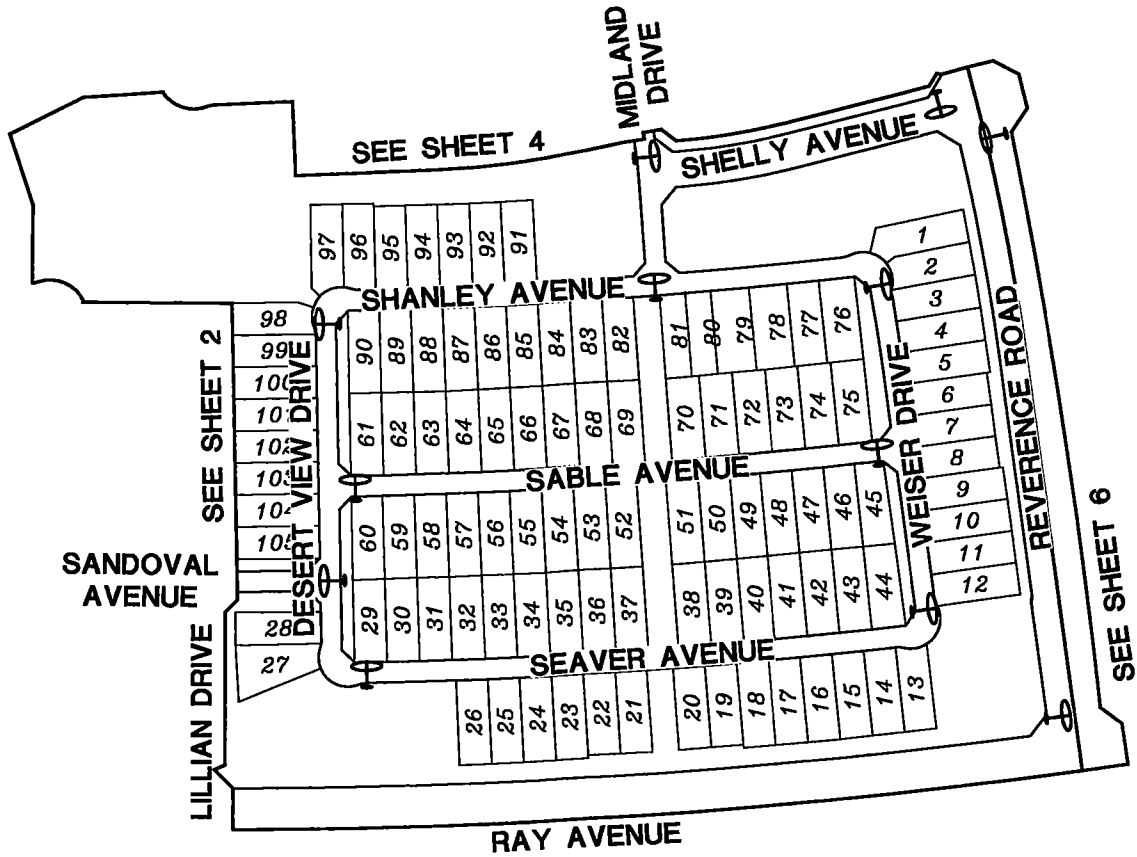 MIDLAND
DRIVE
SEE SHEET 4
SHELLY AVENUE
97 96 95 94 93 92 91
SHANLEY AVENUE
1
2
3
4
5
6
7
8
9
10
11
12
98
99
100
101
102
103
104
105
SEE SHEET 2
DESERT VIEW DRIVE
90 89 88 87 86 85 84 83 82
81 80 79 78 77 76
61 62 63 64 65 66 67 68 69
70 71 72 73 74 75
WEISER DRIVE
REVERENCE ROAD
SABLE AVENUE
60 59 58 57 56 55 54 53 52
51 50 49 48 47 46 45
SANDOVAL
AVENUE
29 30 31 32 33 34 35 36 37
38 39 40 41 42 43 44
28
27
SEE SHEET 6
LILLIAN DRIVE
SEAVER AVENUE
26 25 24 23 22 21
20 19 18 17 16 15 14 13
RAY AVENUE